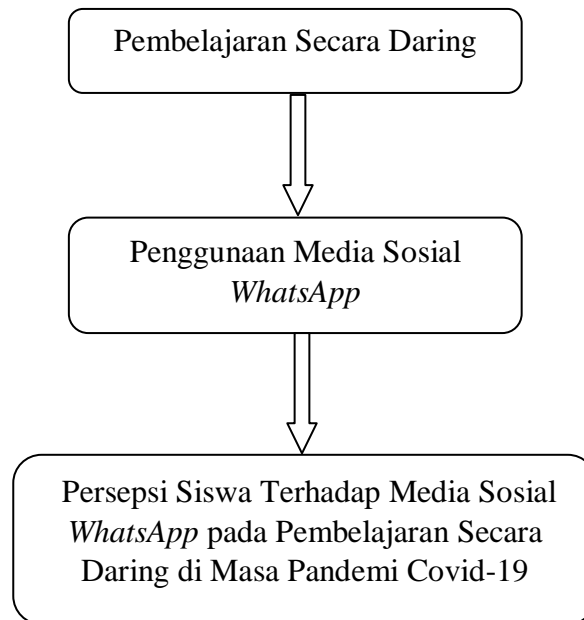 Pembelajaran Secara Daring
Penggunaan Media Sosial
WhatsApp
Persepsi Siswa Terhadap Media Sosial
WhatsApp pada Pembelajaran Secara
Daring di Masa Pandemi Covid-19